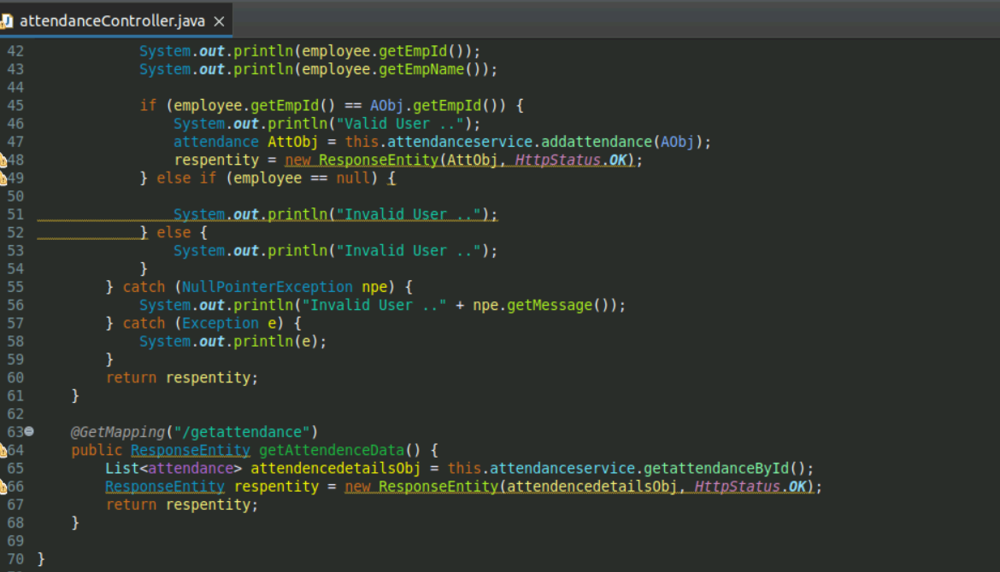 attendanceController.java ×
42 System.out.println(employee.getEmpId());
43 System.out.println(employee.getEmpName());
44
45 if (employee.getEmpId() == AObj.getEmpId()) {
46 System.out.println("Valid User ..");
47 attendance AttObj = this.attendanceservice.addattendance(AObj);
48 respentity = new ResponseEntity(AttObj, HttpStatus.OK);
49 } else if (employee == null) {
50
51 System.out.println("Invalid User ..");
52 } else {
53 System.out.println("Invalid User ..");
54 }
55 } catch (NullPointerException npe) {
56 System.out.println("Invalid User .." + npe.getMessage());
57 } catch (Exception e) {
58 System.out.println(e);
59 }
60 return respentity;
61 }
62
63 @GetMapping("/getattendance")
64 public ResponseEntity getAttendenceData() {
65 List<attendance> attendencedetailsObj = this.attendanceservice.getattendanceById();
66 ResponseEntity respentity = new ResponseEntity(attendencedetailsObj, HttpStatus.OK);
67 return respentity;
68 }
69
70 }